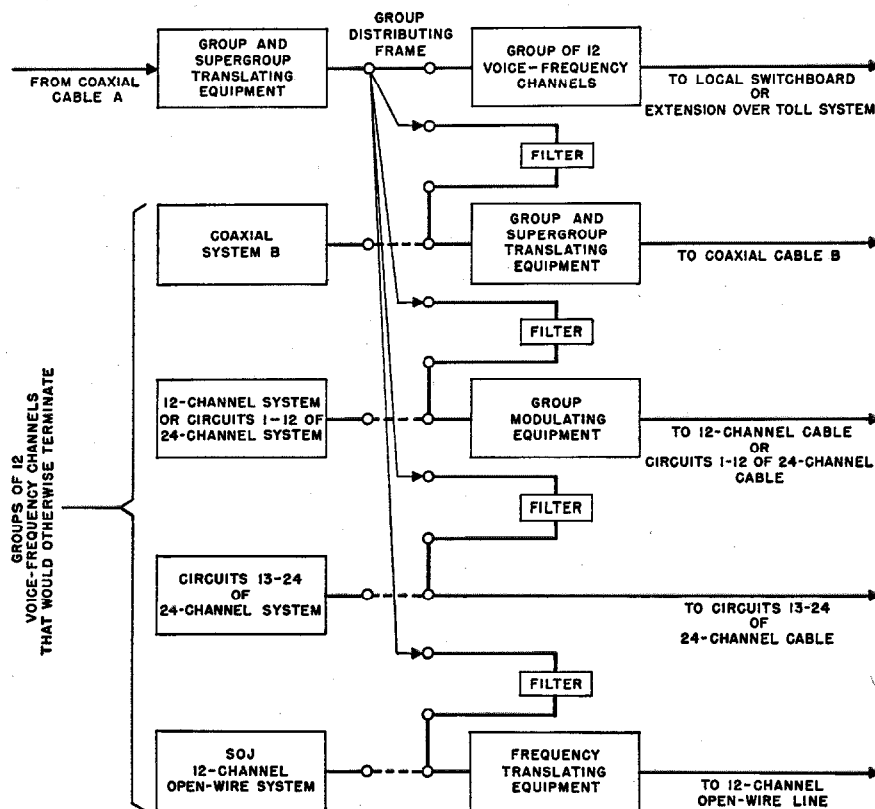 GROUP
DISTRIBUTING
FRAME
GROUP AND
SUPERGROUP
TRANSLATING
EQUIPMENT
GROUP OF 12
VOICE-FREQUENCY
CHANNELS
FROM COAXIAL
CABLE A
TO LOCAL SWITCHBOARD
OR
EXTENSION OVER TOLL SYSTEM
FILTER
COAXIAL
SYSTEM B
GROUP AND
SUPERGROUP
TRANSLATING
EQUIPMENT
TO COAXIAL CABLE B
FILTER
GROUPS OF 12
VOICE-FREQUENCY CHANNELS
THAT WOULD OTHERWISE TERMINATE
12-CHANNEL SYSTEM
OR CIRCUITS 1-12 OF
24-CHANNEL SYSTEM
GROUP
MODULATING
EQUIPMENT
TO 12-CHANNEL CABLE
OR
CIRCUITS 1-12 OF 24-CHANNEL
CABLE
FILTER
CIRCUITS 13-24
OF
24-CHANNEL SYSTEM
TO CIRCUITS 13-24
OF
24-CHANNEL CABLE
FILTER
SOJ
12-CHANNEL
OPEN-WIRE SYSTEM
FREQUENCY
TRANSLATING
EQUIPMENT
TO 12-CHANNEL
OPEN-WIRE LINE